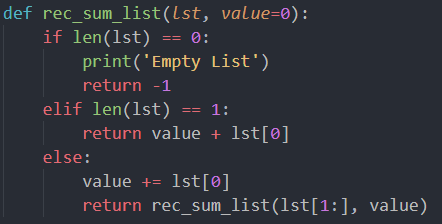 def rec_sum_list(lst, value=0):
    if len(lst) == 0:
        print('Empty List')
        return -1
    elif len(lst) == 1:
        return value + lst[0]
    else:
        value += lst[0]
        return rec_sum_list(lst[1:], value)